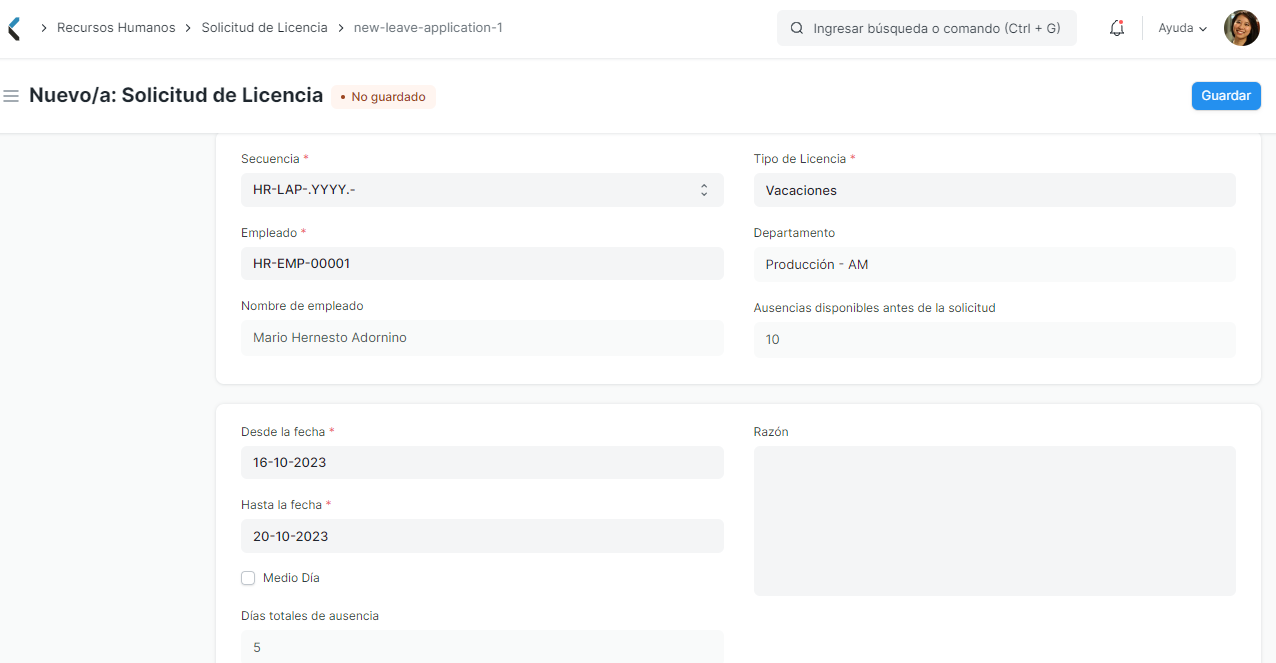 Recursos Humanos
Solicitud de Licencia
new-leave-application-1
Ingresar búsqueda o comando (Ctrl + G)
Ayuda
Nuevo/a: Solicitud de Licencia
• No guardado
Guardar
Secuencia *
HR-LAP-.YYYY.-
Empleado *
HR-EMP-00001
Nombre de empleado
Mario Hernesto Adornino
Tipo de Licencia *
Vacaciones
Departamento
Producción - AM
Ausencias disponibles antes de la solicitud
10
Desde la fecha *
16-10-2023
Hasta la fecha *
20-10-2023
Medio Día
Días totales de ausencia
5
Razón